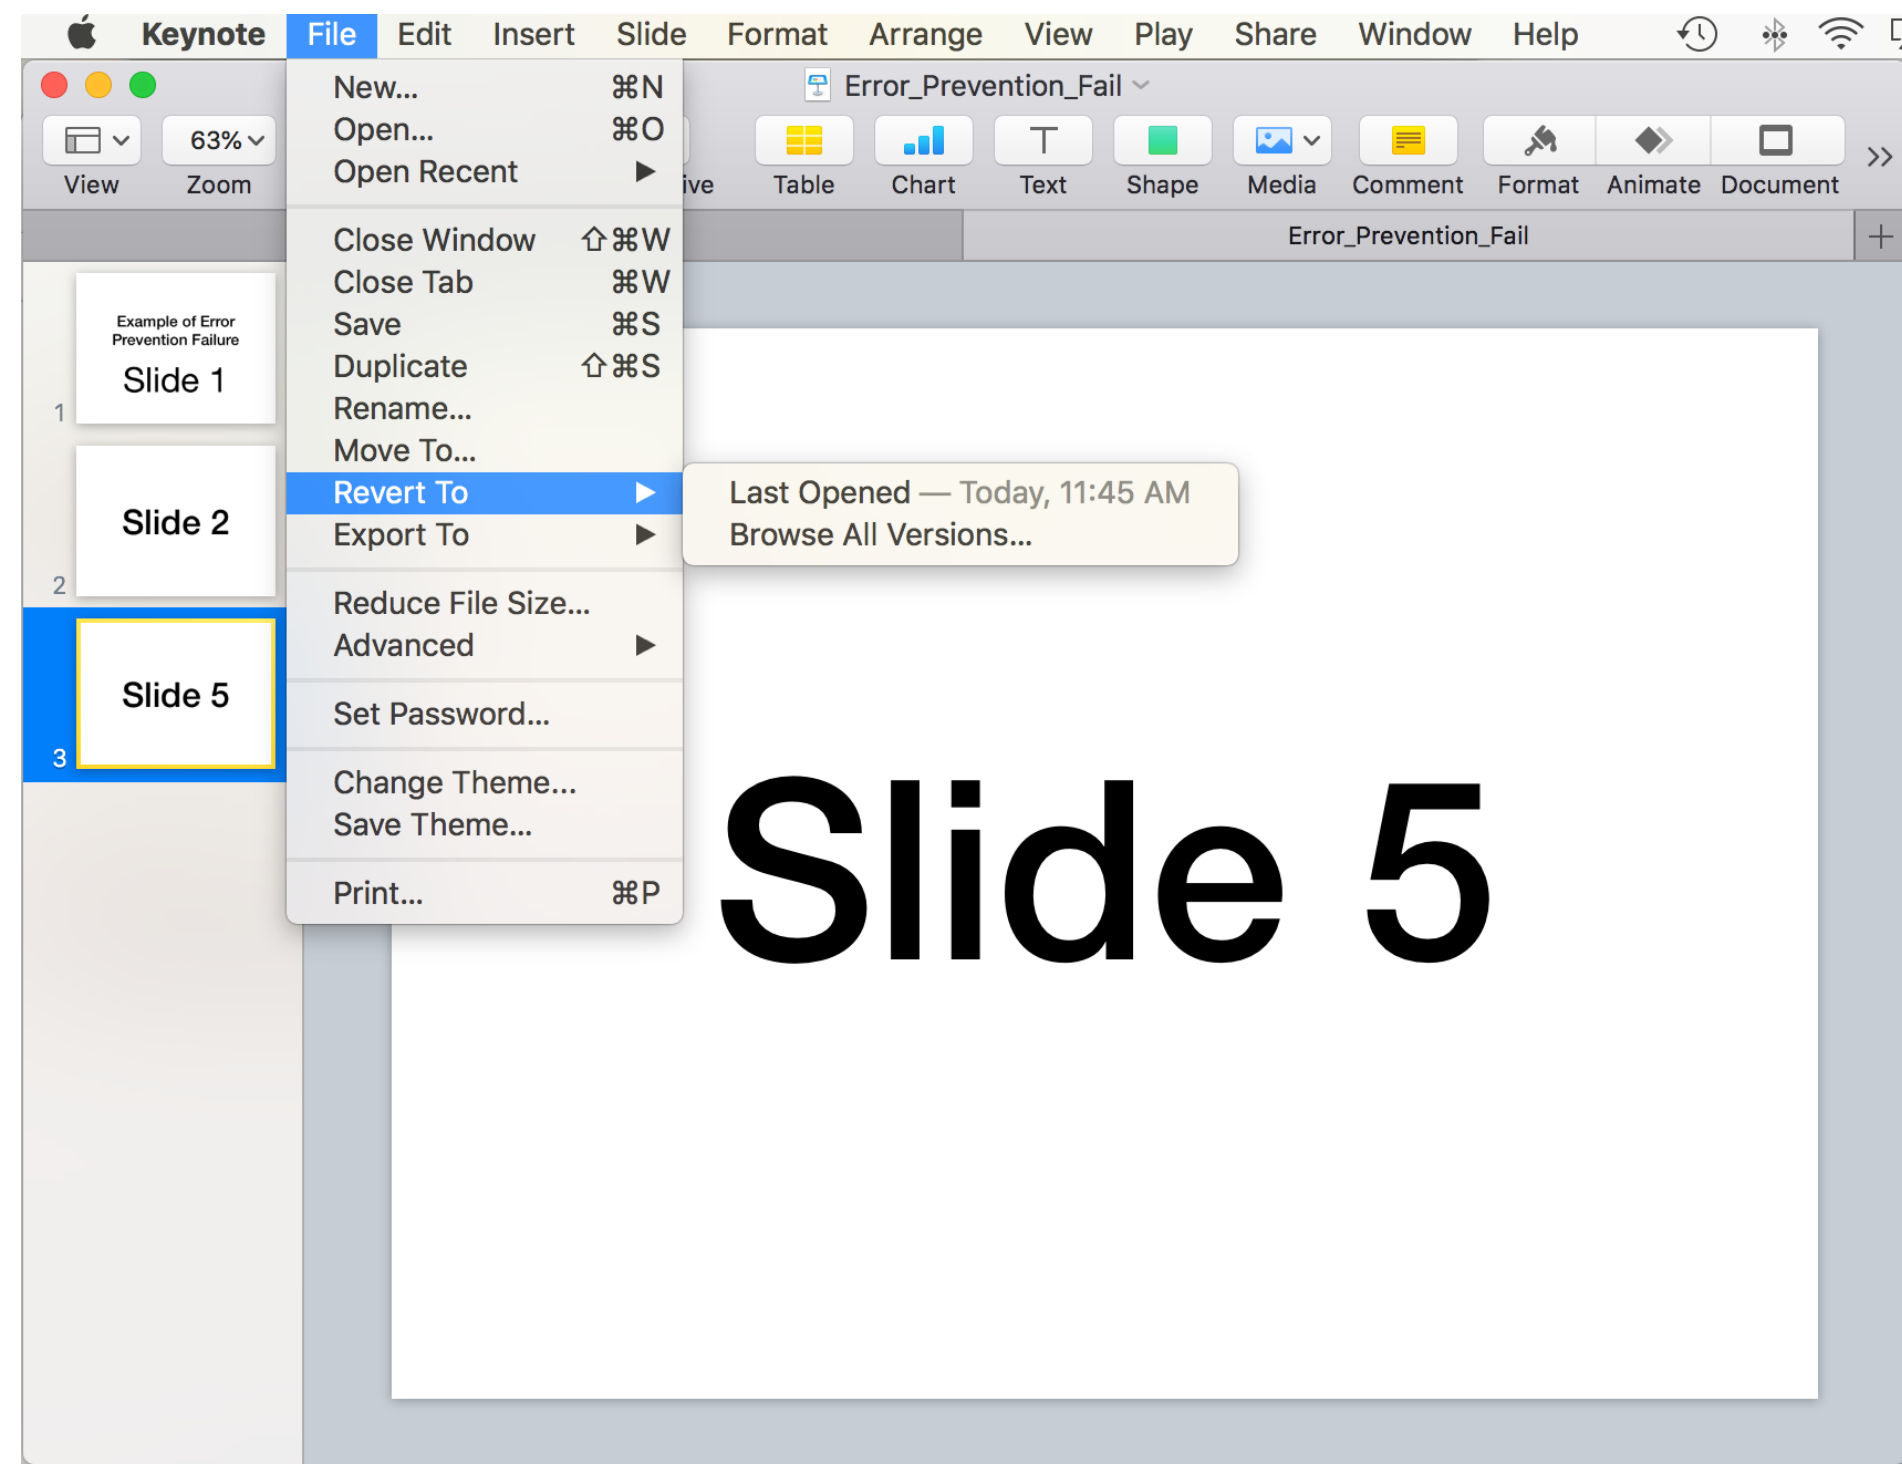 Keynote File Edit Insert Slide Format Arrange View Play Share Window Help
Error_Prevention_Fail
63%
View Zoom ive Table Chart Text Shape Media Comment Format Animate Document
Error_Prevention_Fail
New... ⌘N
Open... ⌘O
Open Recent ▶
Close Window ⇧⌘W
Close Tab ⌘W
Save ⌘S
Duplicate ⇧⌘S
Rename...
Move To...
Revert To ▶
Export To ▶
Reduce File Size...
Advanced ▶
Set Password...
Change Theme...
Save Theme...
Print... ⌘P
Last Opened — Today, 11:45 AM
Browse All Versions...
Example of Error
Prevention Failure
Slide 1
1
Slide 2
2
Slide 5
3
Slide 5